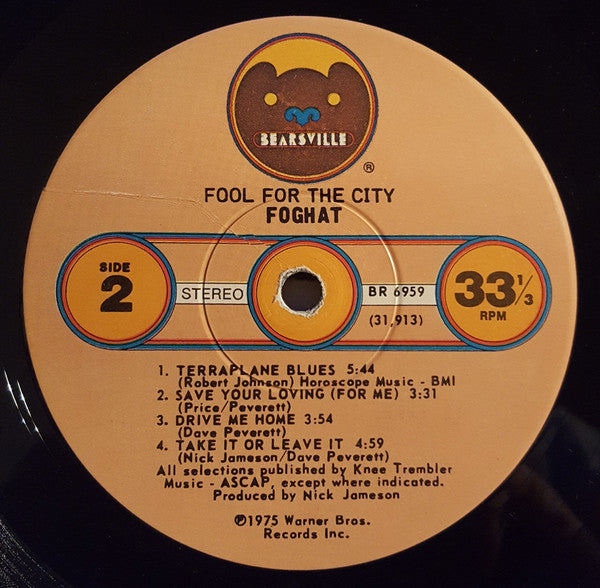 BEARSVILLE
®
FOOL FOR THE CITY
FOGHAT
SIDE
2
STEREO
BR 6959
(31,913)
33 1/3
RPM
1. TERRAPLANE BLUES 5:44
(Robert Johnson) Horoscope Music - BMI
2. SAVE YOUR LOVING (FOR ME) 3:31
(Price/Peverett)
3. DRIVE ME HOME 3:54
(Dave Peverett)
4. TAKE IT OR LEAVE IT 4:59
(Nick Jameson/Dave Peverett)
All selections published by Knee Trembler
Music - ASCAP, except where indicated.
Produced by Nick Jameson
℗1975 Warner Bros.
Records Inc.